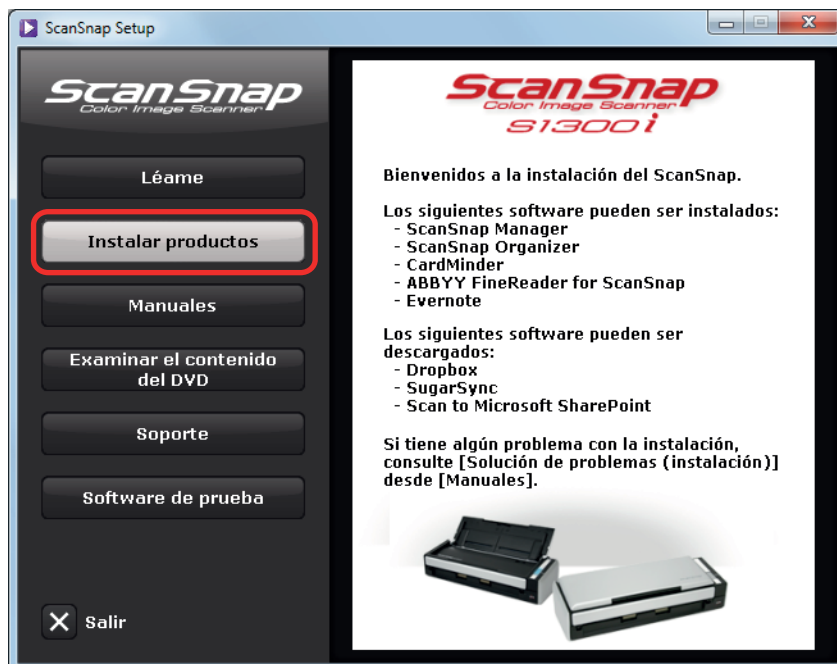 ScanSnap Setup
ScanSnap
Color Image Scanner
Léame
Instalar productos
Manuales
Examinar el contenido
del DVD
Soporte
Software de prueba
Salir
ScanSnap
Color Image Scanner
S1300i
Bienvenidos a la instalación del ScanSnap.
Los siguientes software pueden ser instalados:
- ScanSnap Manager
- ScanSnap Organizer
- CardMinder
- ABBYY FineReader for ScanSnap
- Evernote
Los siguientes software pueden ser
descargados:
- Dropbox
- SugarSync
- Scan to Microsoft SharePoint
Si tiene algún problema con la instalación,
consulte [Solución de problemas (instalación)]
desde [Manuales].